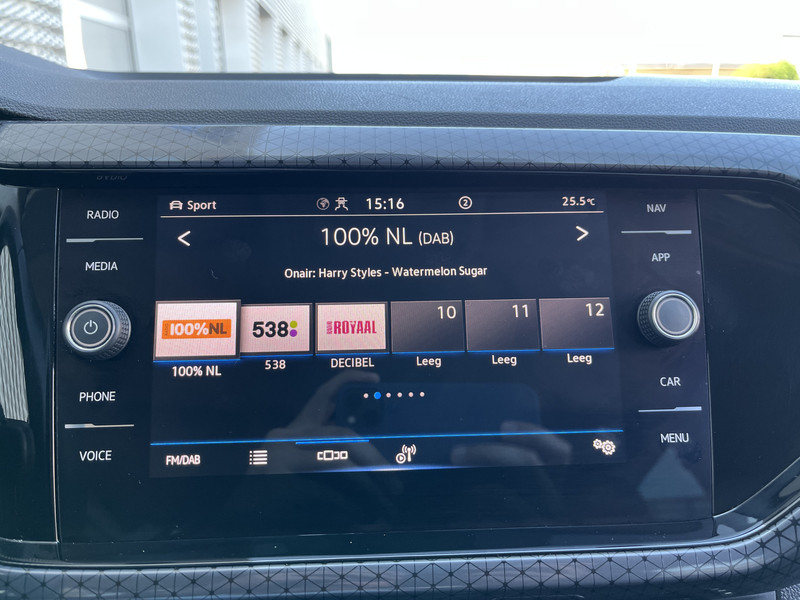 RADIO
MEDIA
PHONE
VOICE
Sport
15:16
2
25.5°C
100% NL (DAB)
Onair: Harry Styles - Watermelon Sugar
100%NL
538
ROYAAL
10
11
12
100% NL
538
DECIBEL
Leeg
Leeg
Leeg
FM/DAB
NAV
APP
CAR
MENU